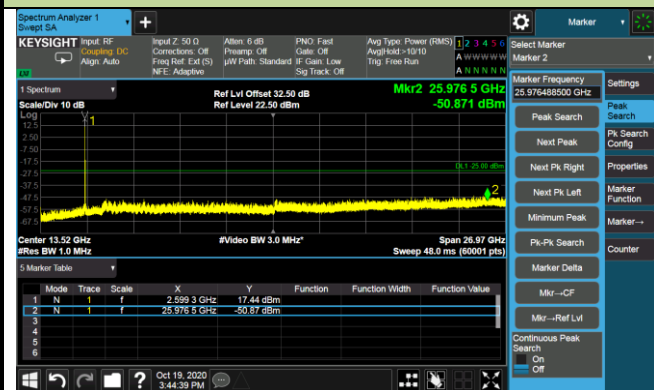 Spectrum Analyzer 1
Swept SA
+
Marker
KEYSIGHT
Input: RF
Coupling: DC
Align: Auto
Input Z: 50 Ω
Corrections: Off
Freq Ref: Ext (S)
NFE: Adaptive
Atten: 6 dB
Preamp: Off
µW Path: Standard
PNO: Fast
Gate: Off
IF Gain: Low
Sig Track: Off
Avg Type: Power (RMS)
Avg|Hold:>10/10
Trig: Free Run
1 2 3 4 5 6
A W W W W W
A N N N N N
Select Marker
Marker 2
1 Spectrum
Scale/Div 10 dB
Ref Lvl Offset 32.50 dB
Ref Level 22.50 dBm
Mkr2 25.976 5 GHz
-50.871 dBm
Log
12.5
2.50
-7.50
-17.5
-27.5
-37.5
-47.5
-57.5
-67.5
1
DL1 -25.00 dBm
2
Center 13.52 GHz
#Res BW 1.0 MHz
#Video BW 3.0 MHz*
Span 26.97 GHz
Sweep 48.0 ms (60001 pts)
5 Marker Table
Mode Trace Scale X Y Function Function Width Function Value
1 N 1 f 2.599 3 GHz 17.44 dBm
2 N 1 f 25.976 5 GHz -50.87 dBm
3
4
5
6
Marker Frequency
25.976488500 GHz
Peak Search
Next Peak
Next Pk Right
Next Pk Left
Minimum Peak
Pk-Pk Search
Marker Delta
Mkr→CF
Mkr→Ref Lvl
Continuous Peak
Search
On
Off
Settings
Peak
Search
Pk Search
Config
Properties
Marker
Function
Marker→
Counter
?
Oct 19, 2020
3:44:39 PM